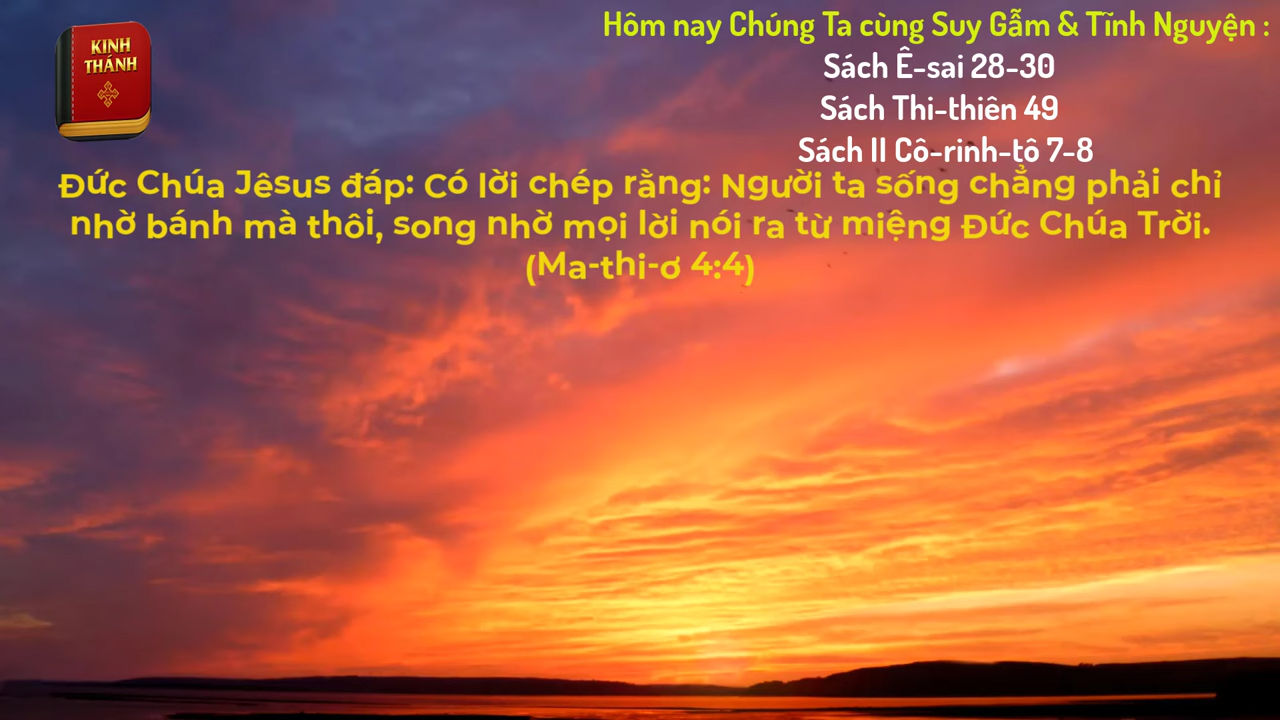 KINH
THÁNH
Hôm nay Chúng Ta cùng Suy Gẫm & Tĩnh Nguyện :
Sách Ê-sai 28-30
Sách Thi-thiên 49
Sách II Cô-rinh-tô 7-8
Đức Chúa Jêsus đáp: Có lời chép rằng: Người ta sống chẳng phải chỉ
nhờ bánh mà thôi, song nhờ mọi lời nói ra từ miệng Đức Chúa Trời.
(Ma-thi-ơ 4:4)